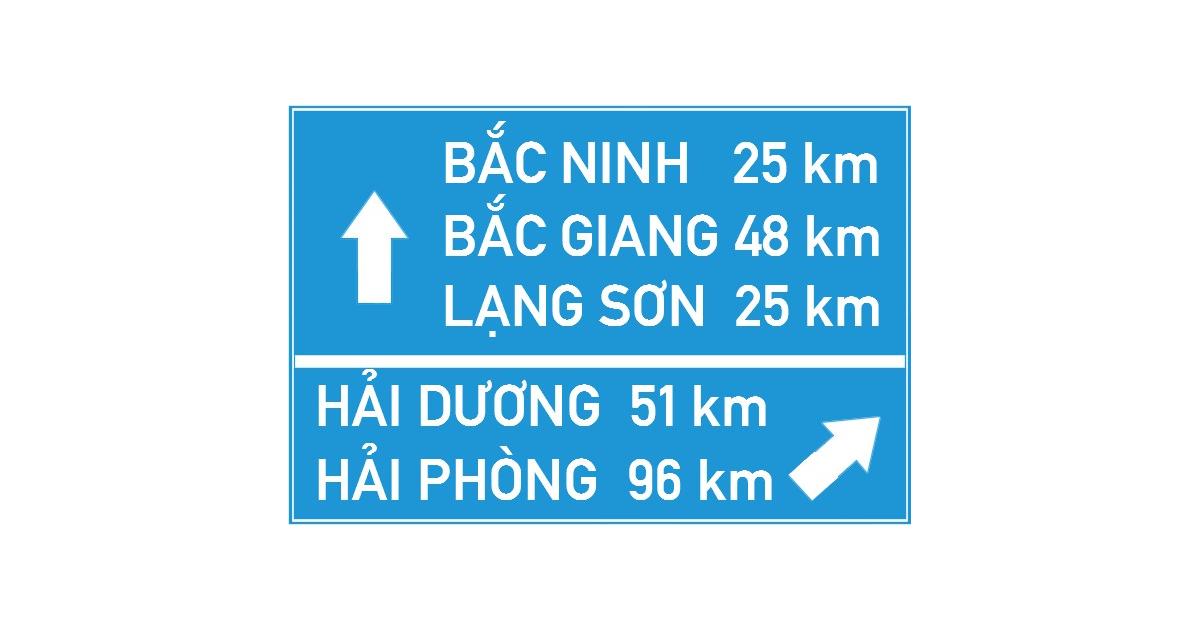 BẮC NINH 25 km
BẮC GIANG 48 km
LẠNG SƠN 25 km
HẢI DƯƠNG 51 km
HẢI PHÒNG 96 km